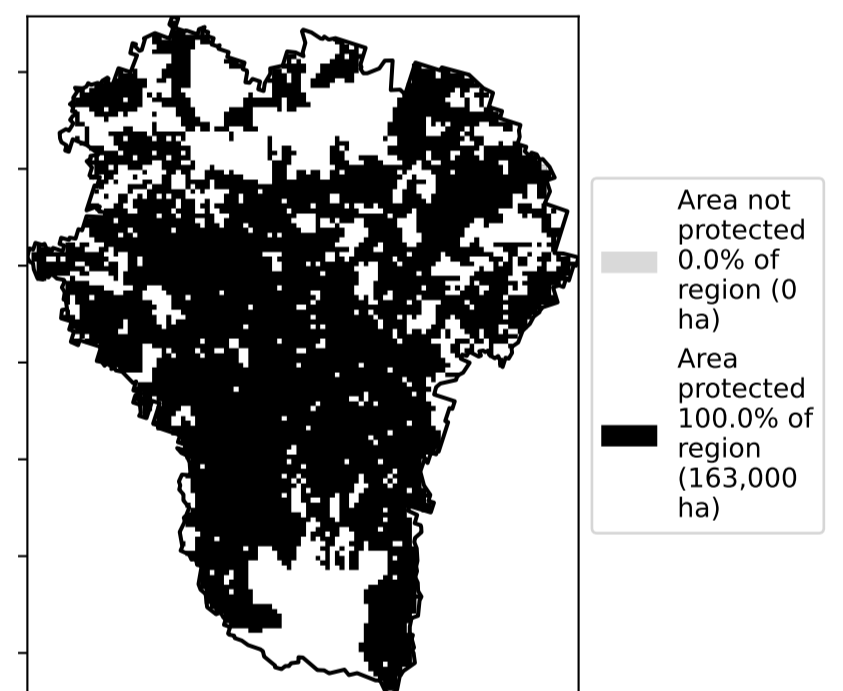 Area not
protected
0.0% of
region (0
ha)
Area
protected
100.0% of
region
(163,000
ha)